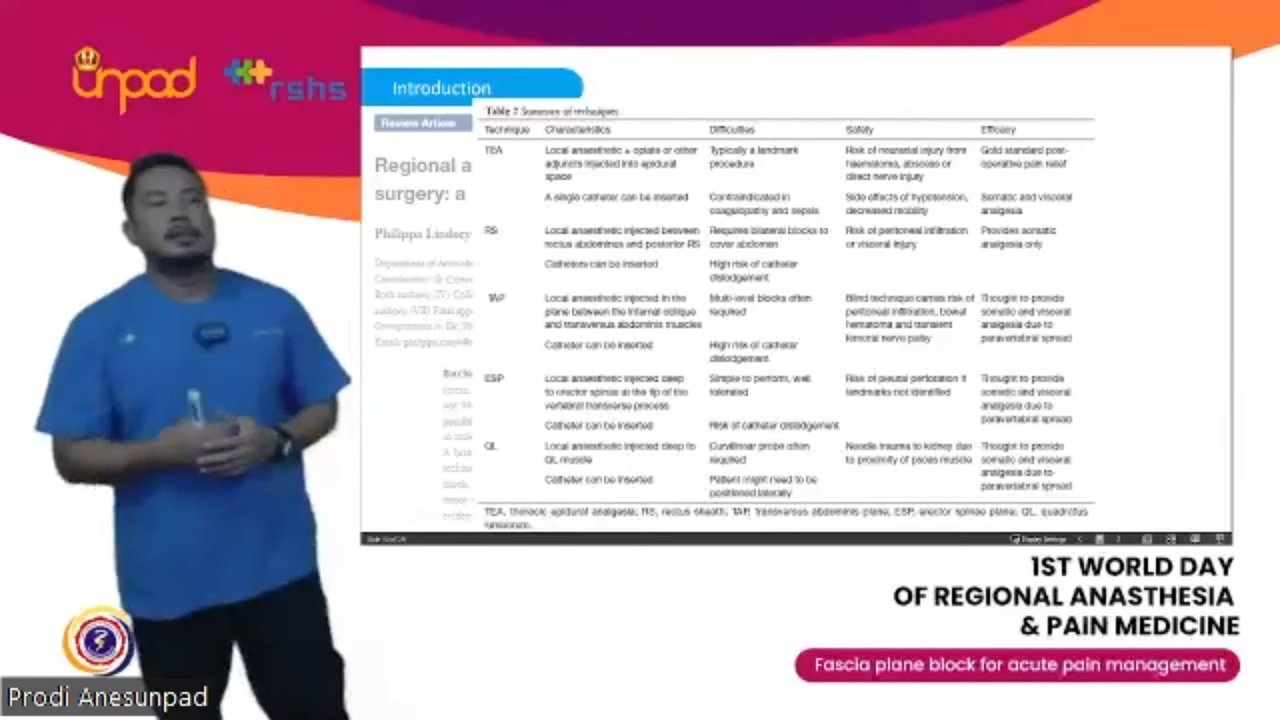 unpad
rshs
Introduction
Review Article
Regional a
surgery: a
Philippa
Table 2 Summary of techniques
Technique Characteristics Difficulties Safety Efficacy
TEA Local anaesthetic ± opiate or other Typically a landmark Risk of neuraxial injury from Gold standard post-
adjuncts injected into epidural procedure haematoma, abscess or operative pain relief
space direct nerve injury
A single catheter can be inserted Contraindicated in Side effects of hypotension, Somatic and visceral
coagulopathy and sepsis decreased mobility analgesia
RS Local anaesthetic injected between Requires bilateral blocks to Risk of peritoneal infiltration Provides somatic
rectus abdominus and posterior RS cover abdomen or visceral injury analgesia only
Catheters can be inserted High risk of catheter
dislodgement
TAP Local anaesthetic injected in the Multi-level blocks often Blind technique carries risk of Thought to provide
plane between the internal oblique required peritoneal infiltration, bowel somatic and visceral
and transversus abdominis muscles hematoma and transient analgesia due to
femoral nerve palsy paravertebral spread
Catheter can be inserted High risk of catheter
dislodgement
ESP Local anaesthetic injected deep Simple to perform, well Risk of pleural perforation if Thought to provide
to erector spinae at the tip of the tolerated landmarks not identified somatic and visceral
vertebral transverse process analgesia due to
paravertebral spread
Catheter can be inserted Risk of catheter dislodgement
QL Local anaesthetic injected deep to Curvilinear probe often Needle trauma to kidney due Thought to provide
QL muscle required to proximity of psoas muscle somatic and visceral
analgesia due to
paravertebral spread
Catheter can be inserted Patient might need to be
positioned laterally
TEA, thoracic epidural analgesia; RS, rectus sheath; TAP, transversus abdominis plane; ESP, erector spinae plane; QL, quadratus
lumborum.
Display Settings
1ST WORLD DAY
OF REGIONAL ANASTHESIA
& PAIN MEDICINE
Fascia plane block for acute pain management
Prodi Anesunpad